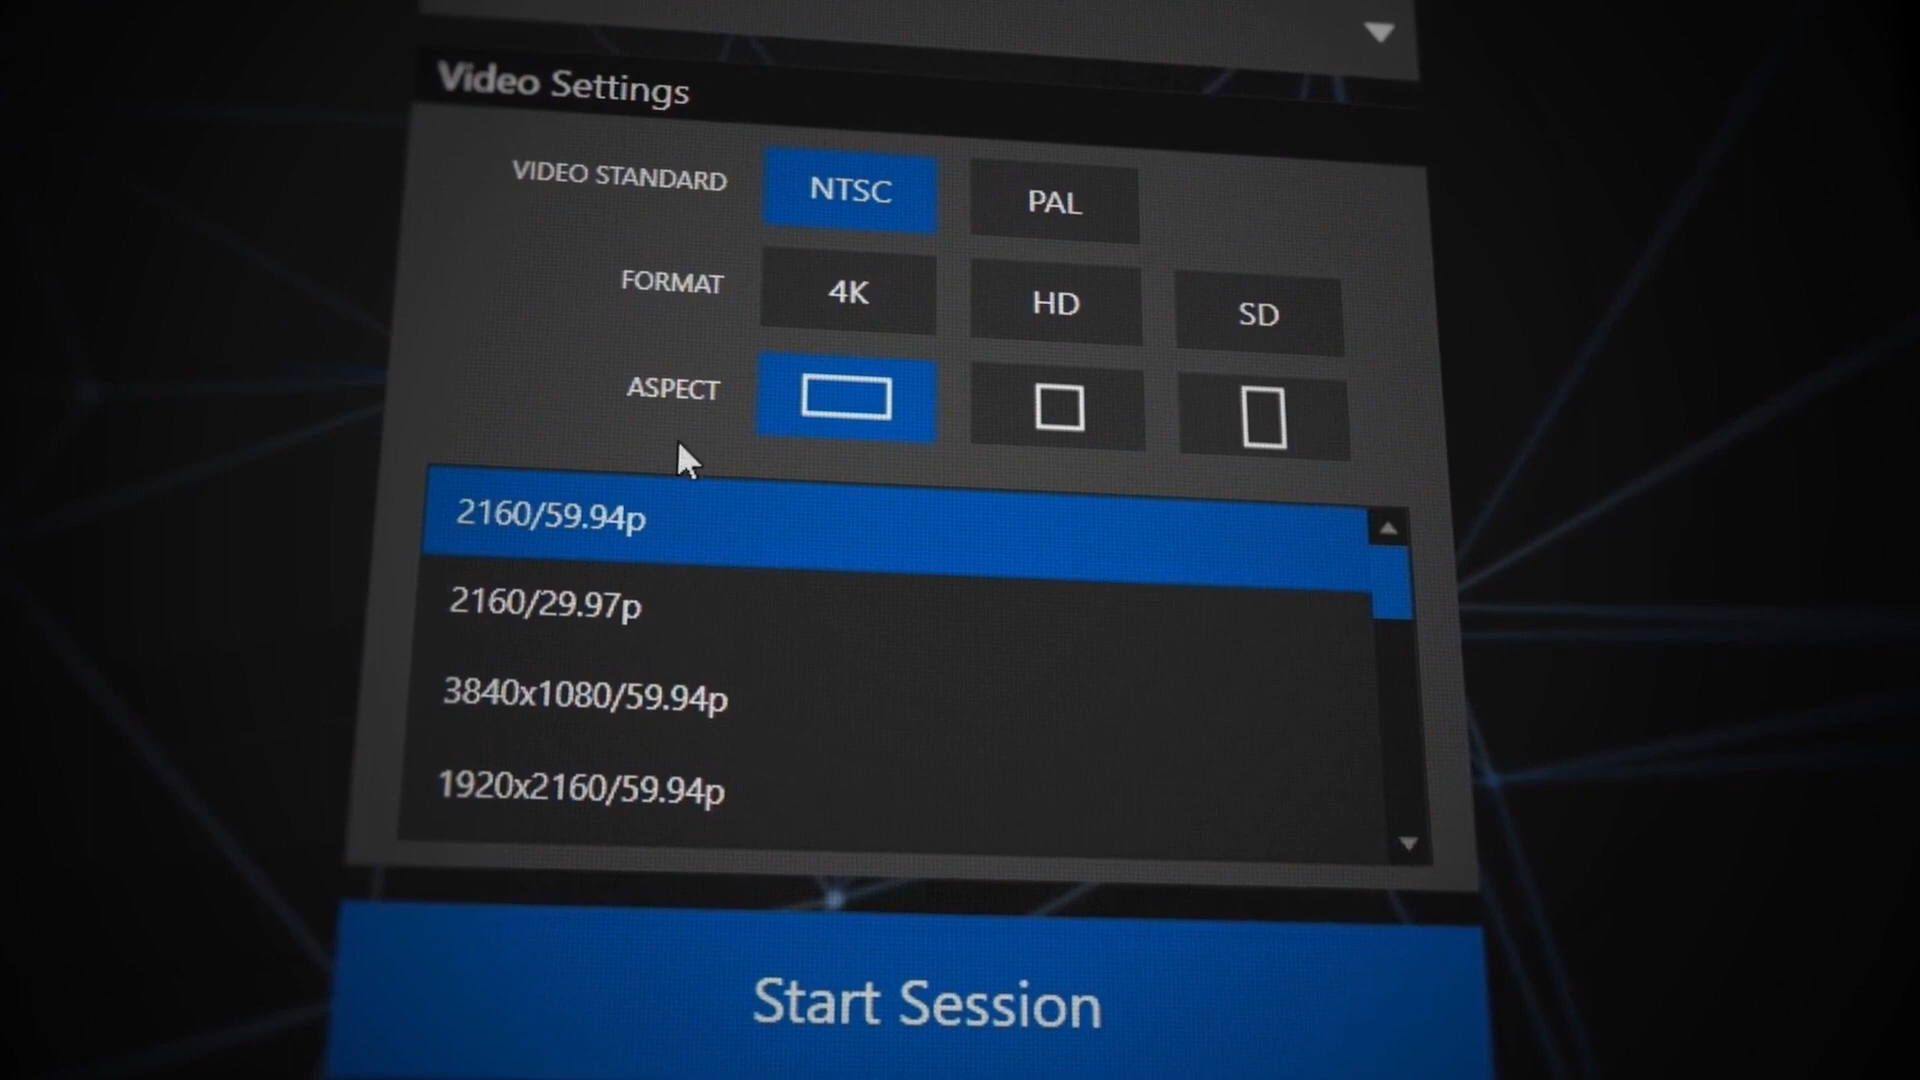 Video Settings
VIDEO STANDARD NTSC PAL
FORMAT 4K HD SD
ASPECT
2160/59.94p
2160/29.97p
3840x1080/59.94p
1920x2160/59.94p
Start Session